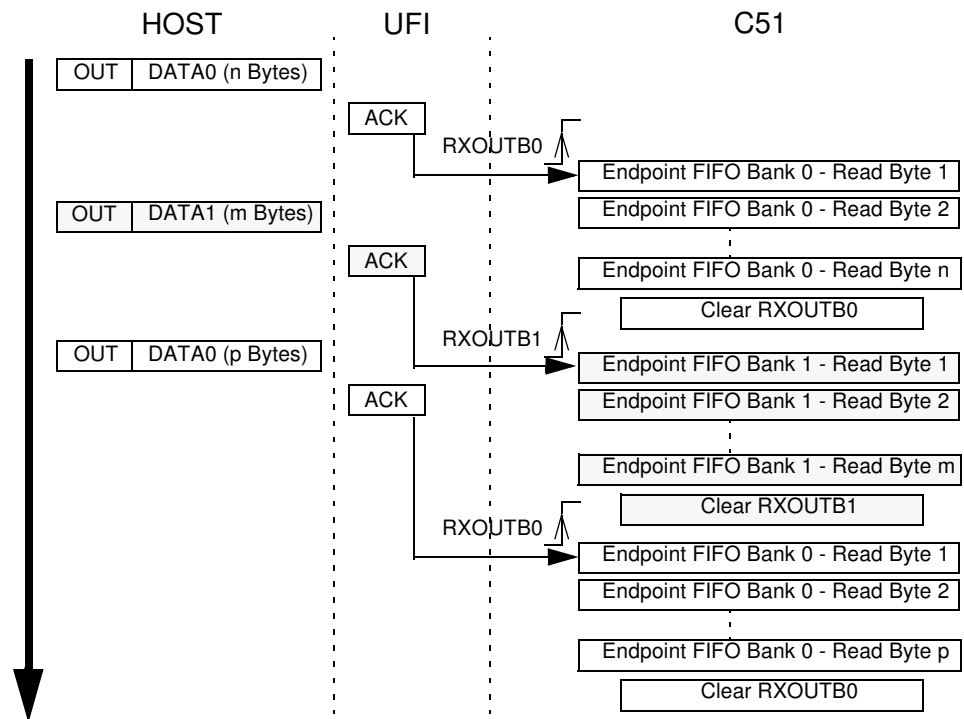 HOST UFI C51
OUT DATA0 (n Bytes)
ACK
RXOUTB0
Endpoint FIFO Bank 0 - Read Byte 1
OUT DATA1 (m Bytes)
Endpoint FIFO Bank 0 - Read Byte 2
ACK
Endpoint FIFO Bank 0 - Read Byte n
Clear RXOUTB0
RXOUTB1
OUT DATA0 (p Bytes)
Endpoint FIFO Bank 1 - Read Byte 1
ACK
Endpoint FIFO Bank 1 - Read Byte 2
Endpoint FIFO Bank 1 - Read Byte m
Clear RXOUTB1
RXOUTB0
Endpoint FIFO Bank 0 - Read Byte 1
Endpoint FIFO Bank 0 - Read Byte 2
Endpoint FIFO Bank 0 - Read Byte p
Clear RXOUTB0